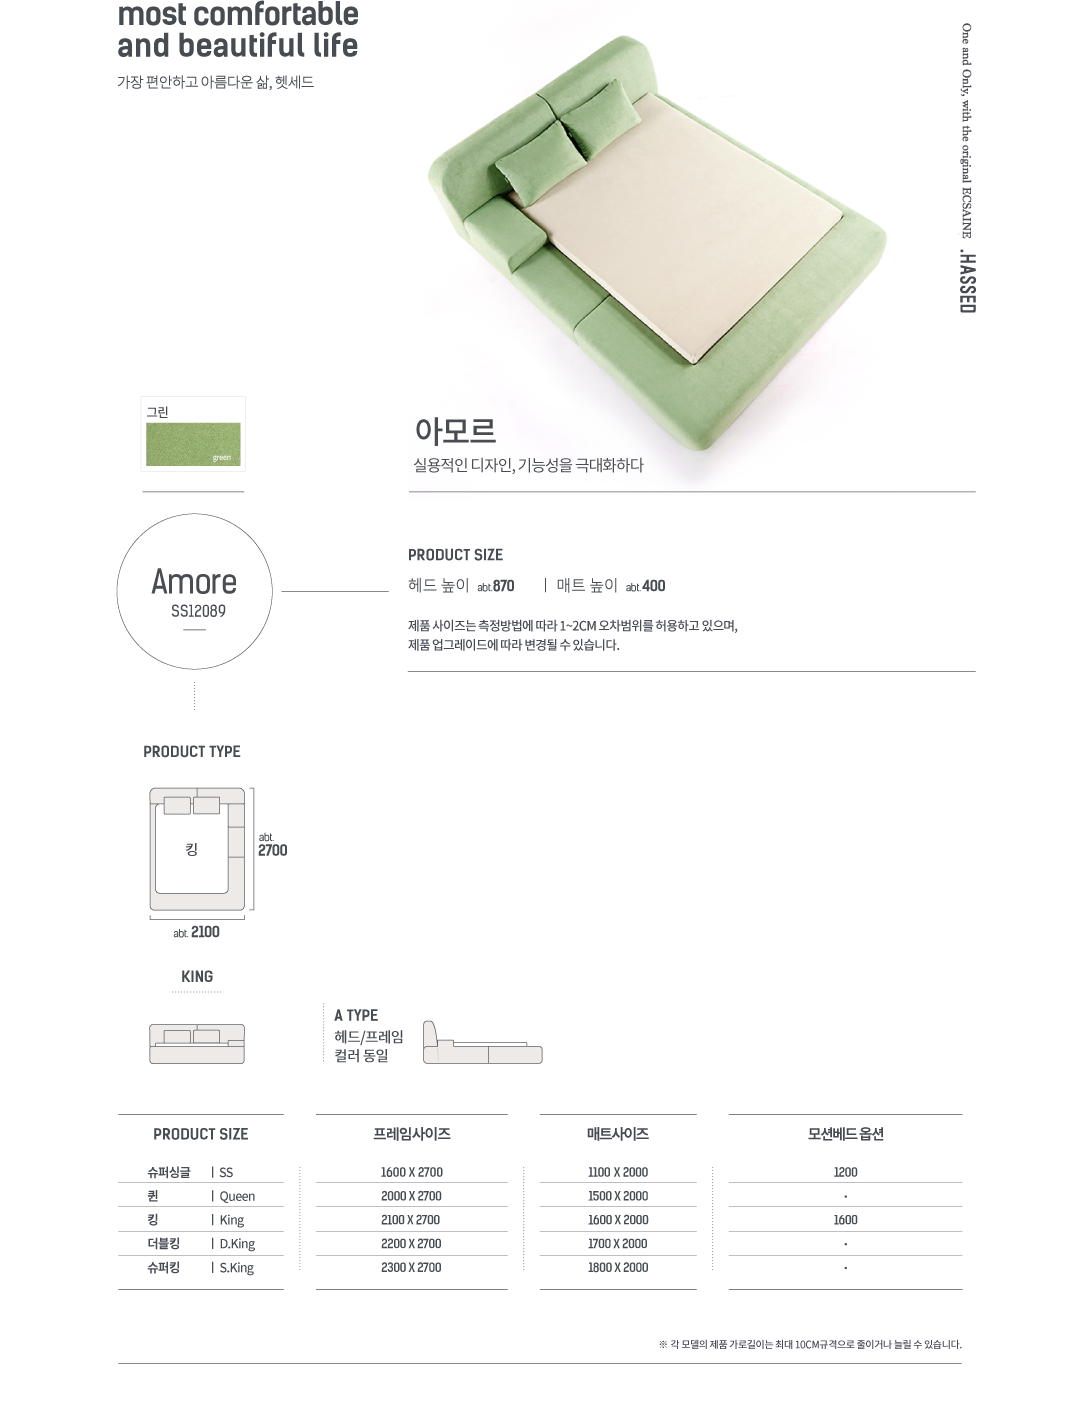 most comfortable
and beautiful life
가장 편안하고 아름다운 삶, 헷세드
One and Only, with the original ECSAINE .HASSED
그린
green
아모르
실용적인 디자인, 기능성을 극대화하다
Amore
SS12089
PRODUCT SIZE
헤드 높이 abt.870 | 매트 높이 abt.400
제품 사이즈는 측정방법에 따라 1~2CM 오차범위를 허용하고 있으며,
제품 업그레이드에 따라 변경될 수 있습니다.
PRODUCT TYPE
킹
abt.
2700
abt. 2100
KING
A TYPE
헤드/프레임
컬러 동일
PRODUCT SIZE 프레임사이즈 매트사이즈 모션베드 옵션
슈퍼싱글 | SS 1600 X 2700 1100 X 2000 1200
퀸 | Queen 2000 X 2700 1500 X 2000 ·
킹 | King 2100 X 2700 1600 X 2000 1600
더블킹 | D.King 2200 X 2700 1700 X 2000 ·
슈퍼킹 | S.King 2300 X 2700 1800 X 2000 ·
※ 각 모델의 제품 가로길이는 최대 10CM규격으로 줄이거나 늘릴 수 있습니다.